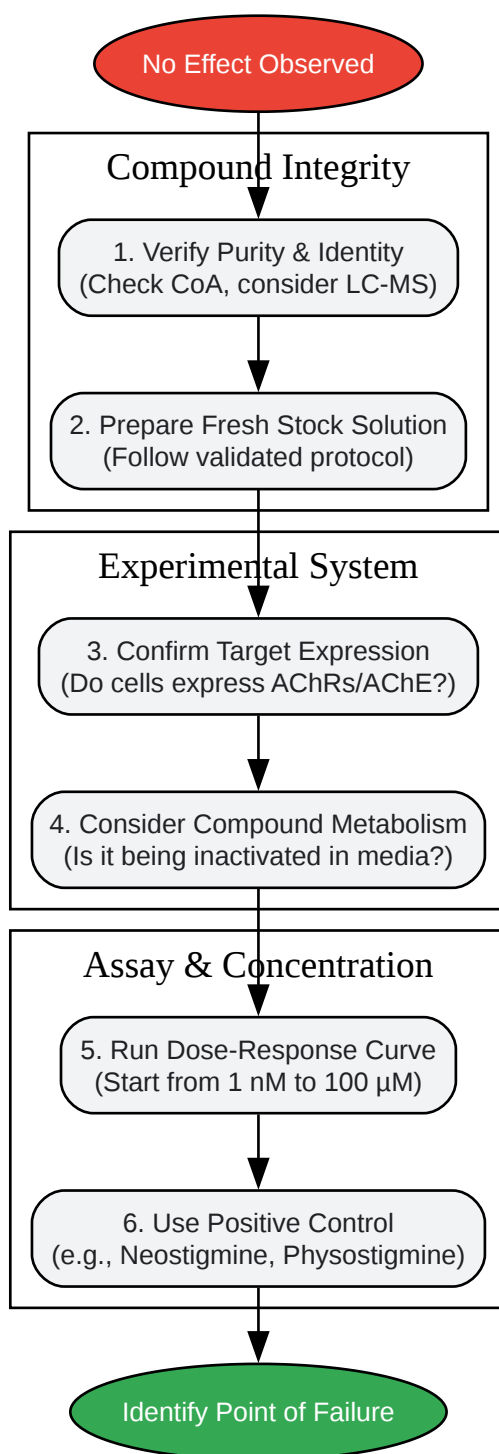 No Effect Observed
Compound Integrity
1. Verify Purity & Identity
(Check CoA, consider LC-MS)
2. Prepare Fresh Stock Solution
(Follow validated protocol)
Experimental System
3. Confirm Target Expression
(Do cells express AChRs/AChE?)
4. Consider Compound Metabolism
(Is it being inactivated in media?)
Assay & Concentration
5. Run Dose-Response Curve
(Start from 1 nM to 100 µM)
6. Use Positive Control
(e.g., Neostigmine, Physostigmine)
Identify Point of Failure